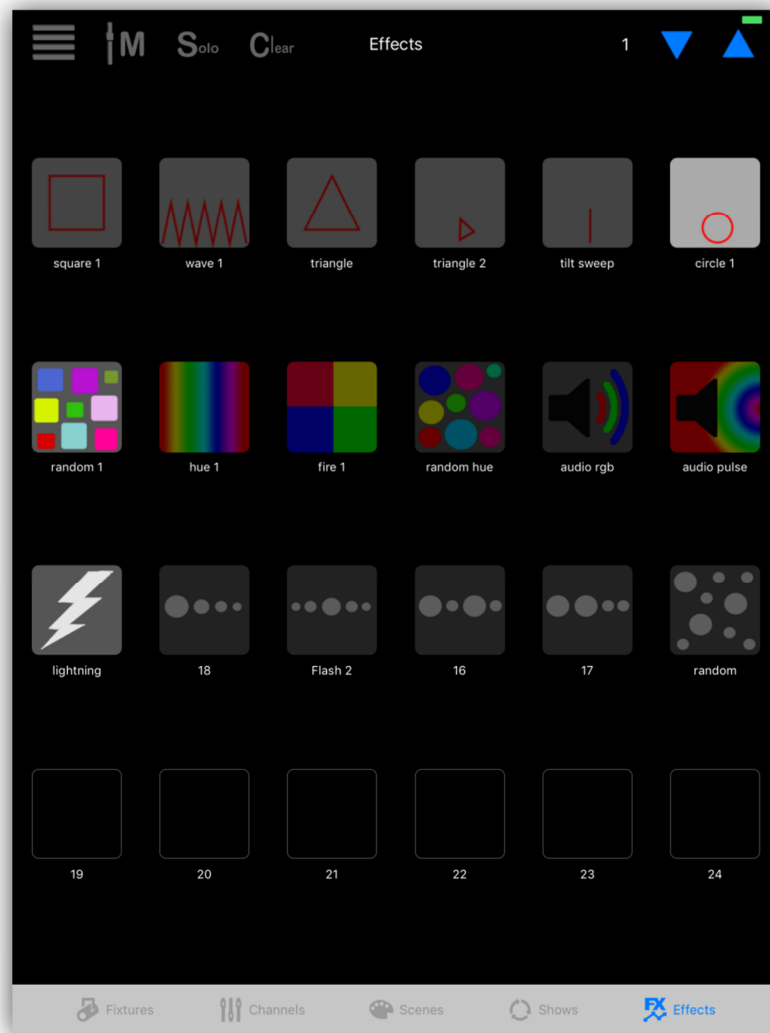 M Solo Clear Effects 1
square 1 wave 1 triangle triangle 2 tilt sweep circle 1
random 1 hue 1 fire 1 random hue audio rgb audio pulse
lightning 18 Flash 2 16 17 random
19 20 21 22 23 24
Fixtures Channels Scenes Shows FX Effects